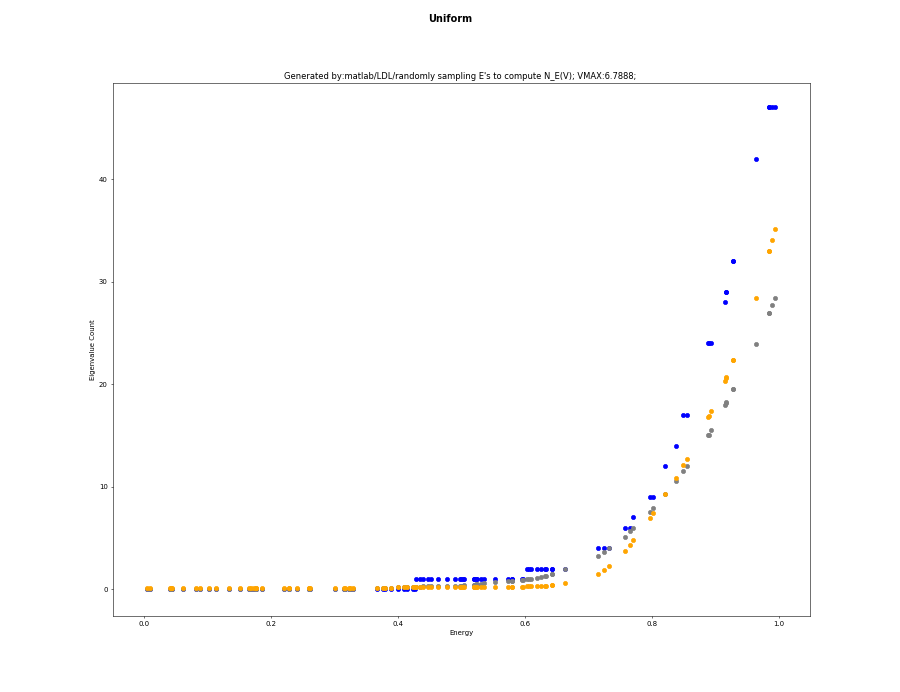 Uniform
Generated by:matlab/LDL/randomly sampling E's to compute N_E(V); VMAX:6.7888;
Eigenvalue Count
40
30
20
10
0
0.0 0.2 0.4 0.6 0.8 1.0
Energy